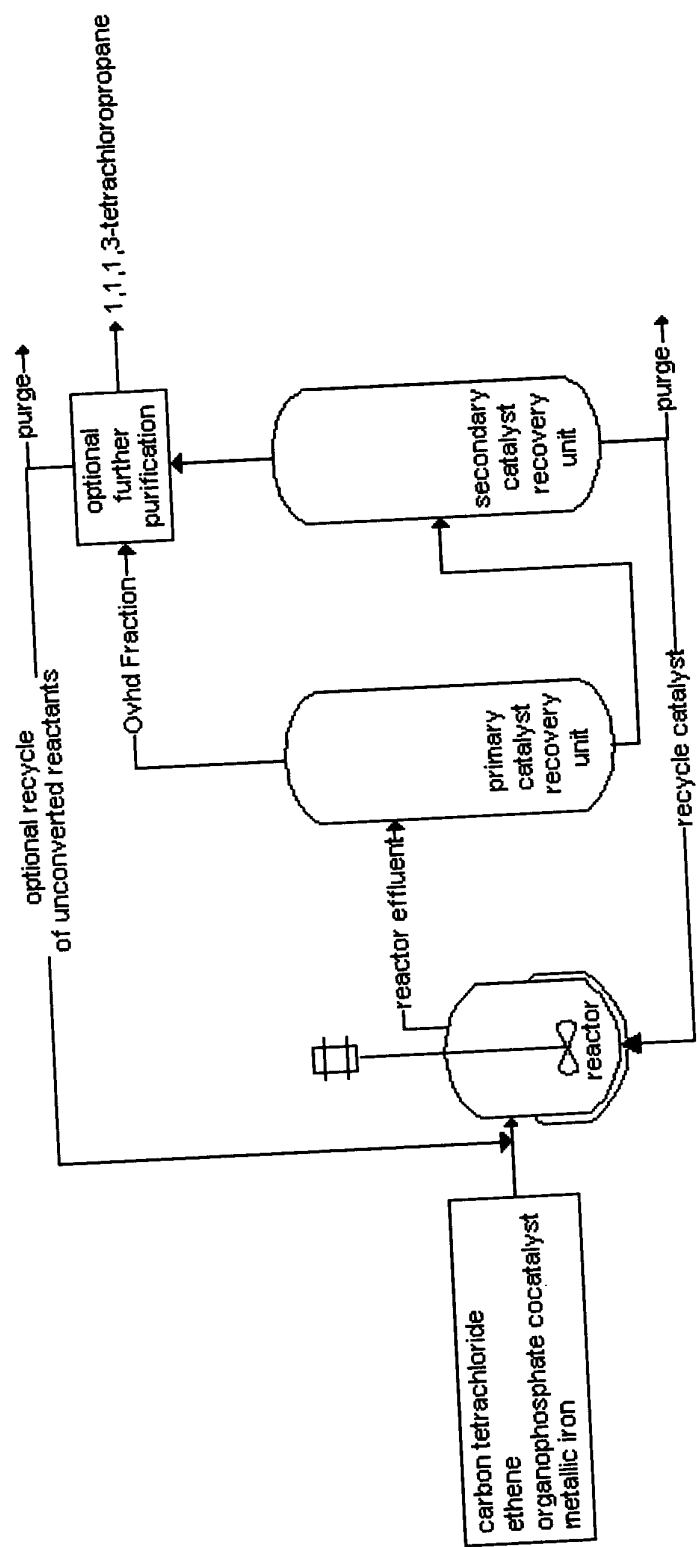 optional recycle
of unconverted reactants
purge
optional
further
purification
1,1,1,3-tetrachloropropane
Ovhd Fraction
reactor effluent
primary
catalyst
recovery
unit
secondary
catalyst
recovery
unit
carbon tetrachloride
ethene
organophosphate cocatalyst
metallic iron
reactor
recycle catalyst
purge